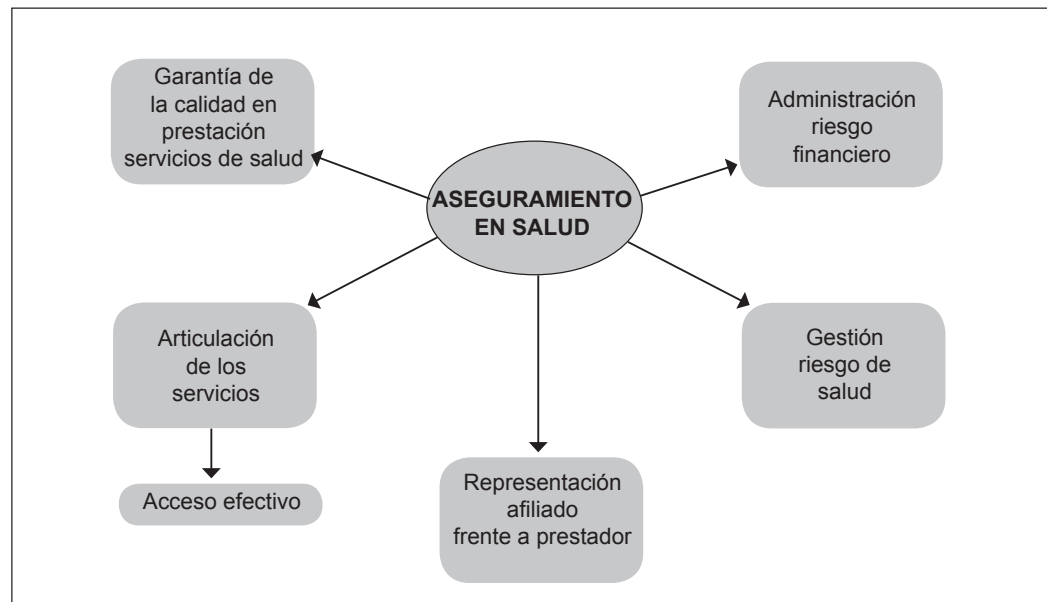 Garantía de
la calidad en
prestación
servicios de salud
Administración
riesgo
financiero
ASEGURAMIENTO
EN SALUD
Articulación
de los
servicios
Gestión
riesgo de
salud
Acceso efectivo
Representación
afiliado
frente a prestador